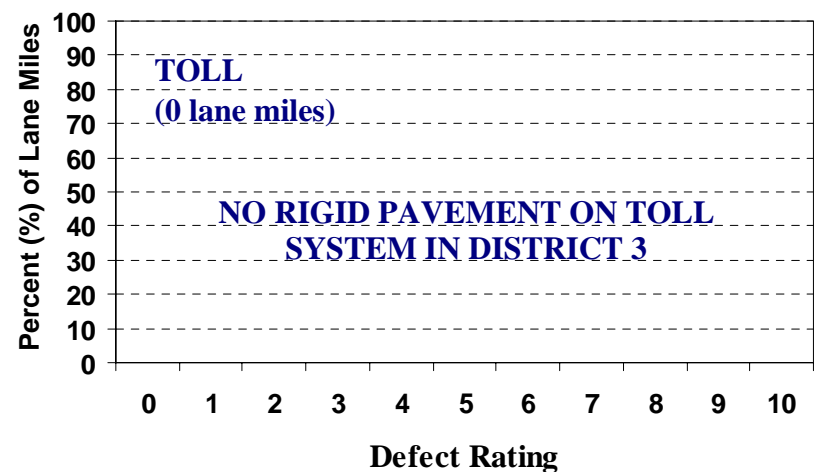 Percent (%) of Lane Miles
100
90
80
70
60
50
40
30
20
10
0
TOLL
(0 lane miles)
NO RIGID PAVEMENT ON TOLL
SYSTEM IN DISTRICT 3
0 1 2 3 4 5 6 7 8 9 10
Defect Rating